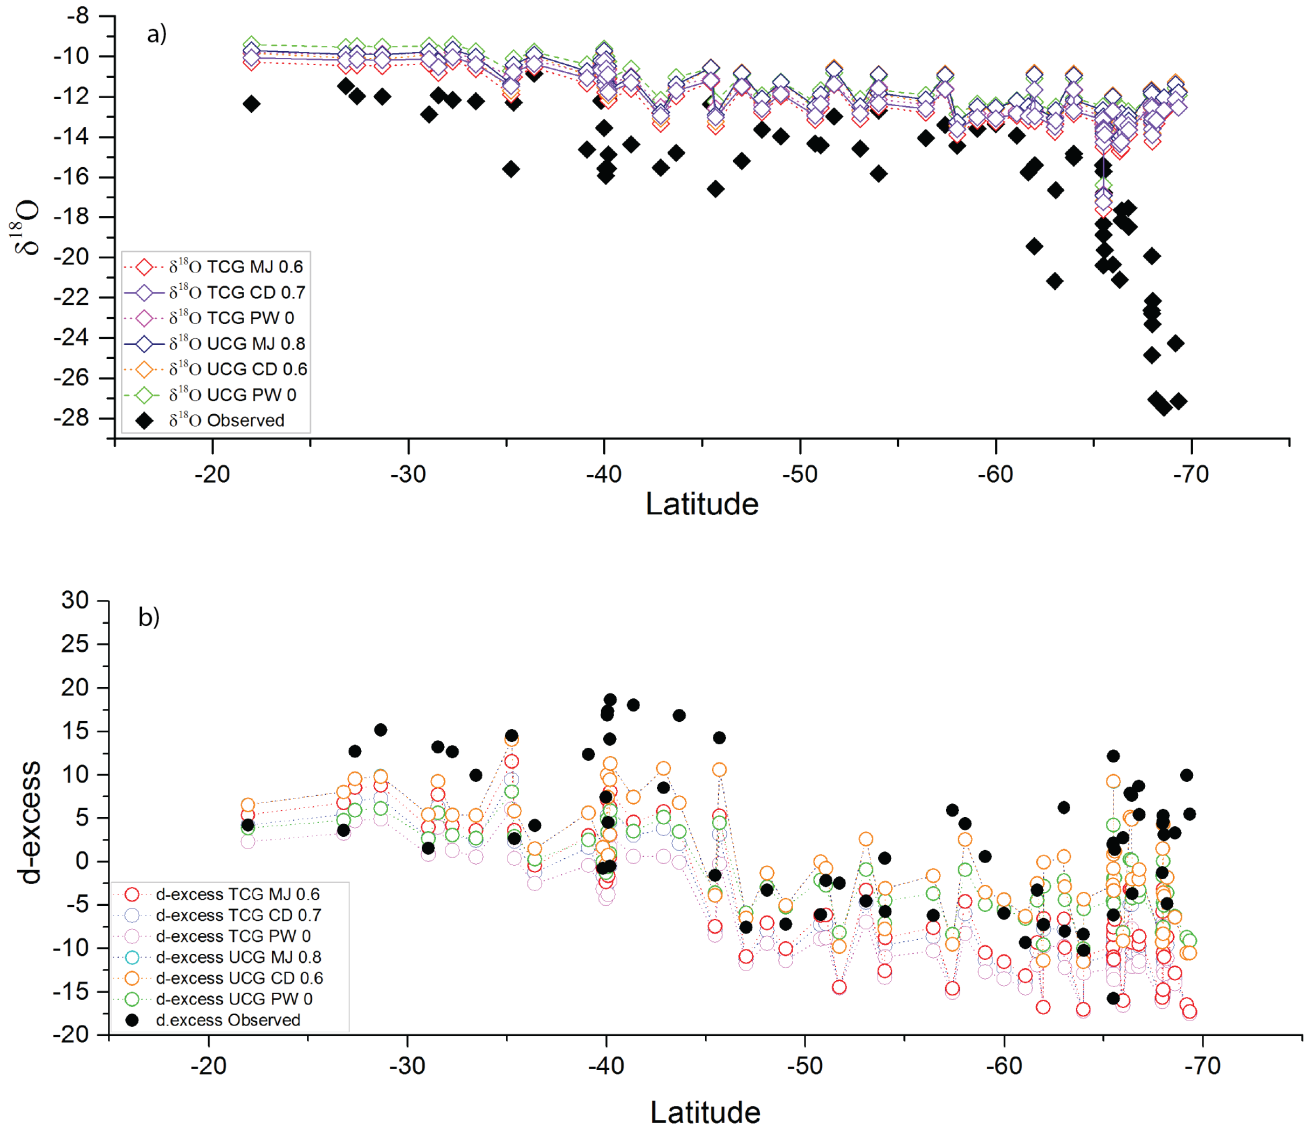 a)
-8
-10
-12
-14
-16
-18
-20
-22
-24
-26
-28
δ18O
δ18O TCG MJ 0.6
δ18O TCG CD 0.7
δ18O TCG PW 0
δ18O UCG MJ 0.8
δ18O UCG CD 0.6
δ18O UCG PW 0
δ18O Observed
-20 -30 -40 -50 -60 -70
Latitude
b)
30
25
20
15
10
5
0
-5
-10
-15
-20
d-excess
d-excess TCG MJ 0.6
d-excess TCG CD 0.7
d-excess TCG PW 0
d-excess UCG MJ 0.8
d-excess UCG CD 0.6
d-excess UCG PW 0
d.excess Observed
-20 -30 -40 -50 -60 -70
Latitude